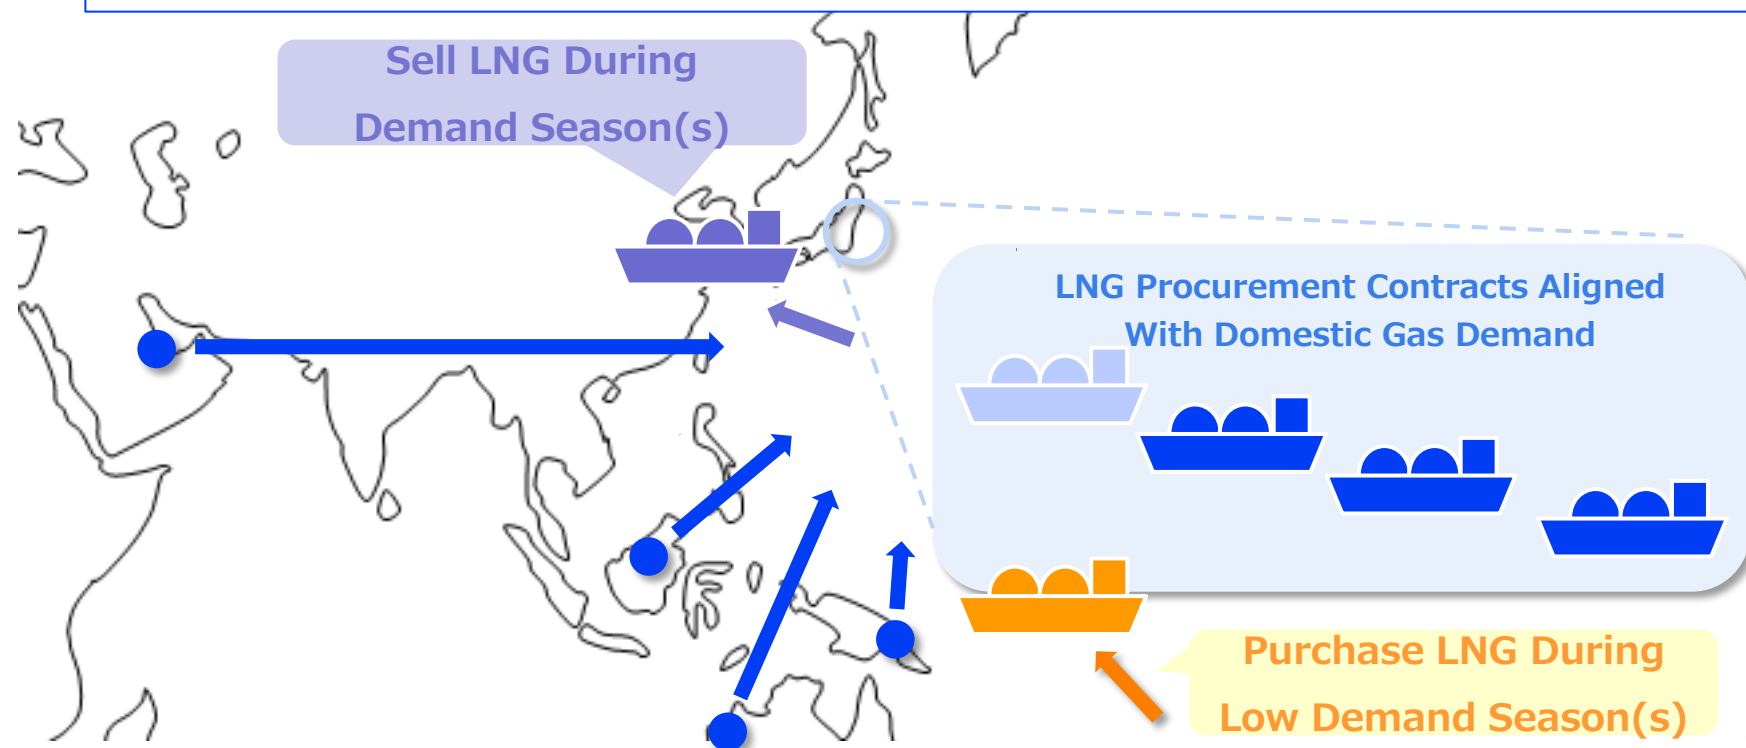 Sell LNG During
Demand Season(s)
LNG Procurement Contracts Aligned
With Domestic Gas Demand
Purchase LNG During
Low Demand Season(s)